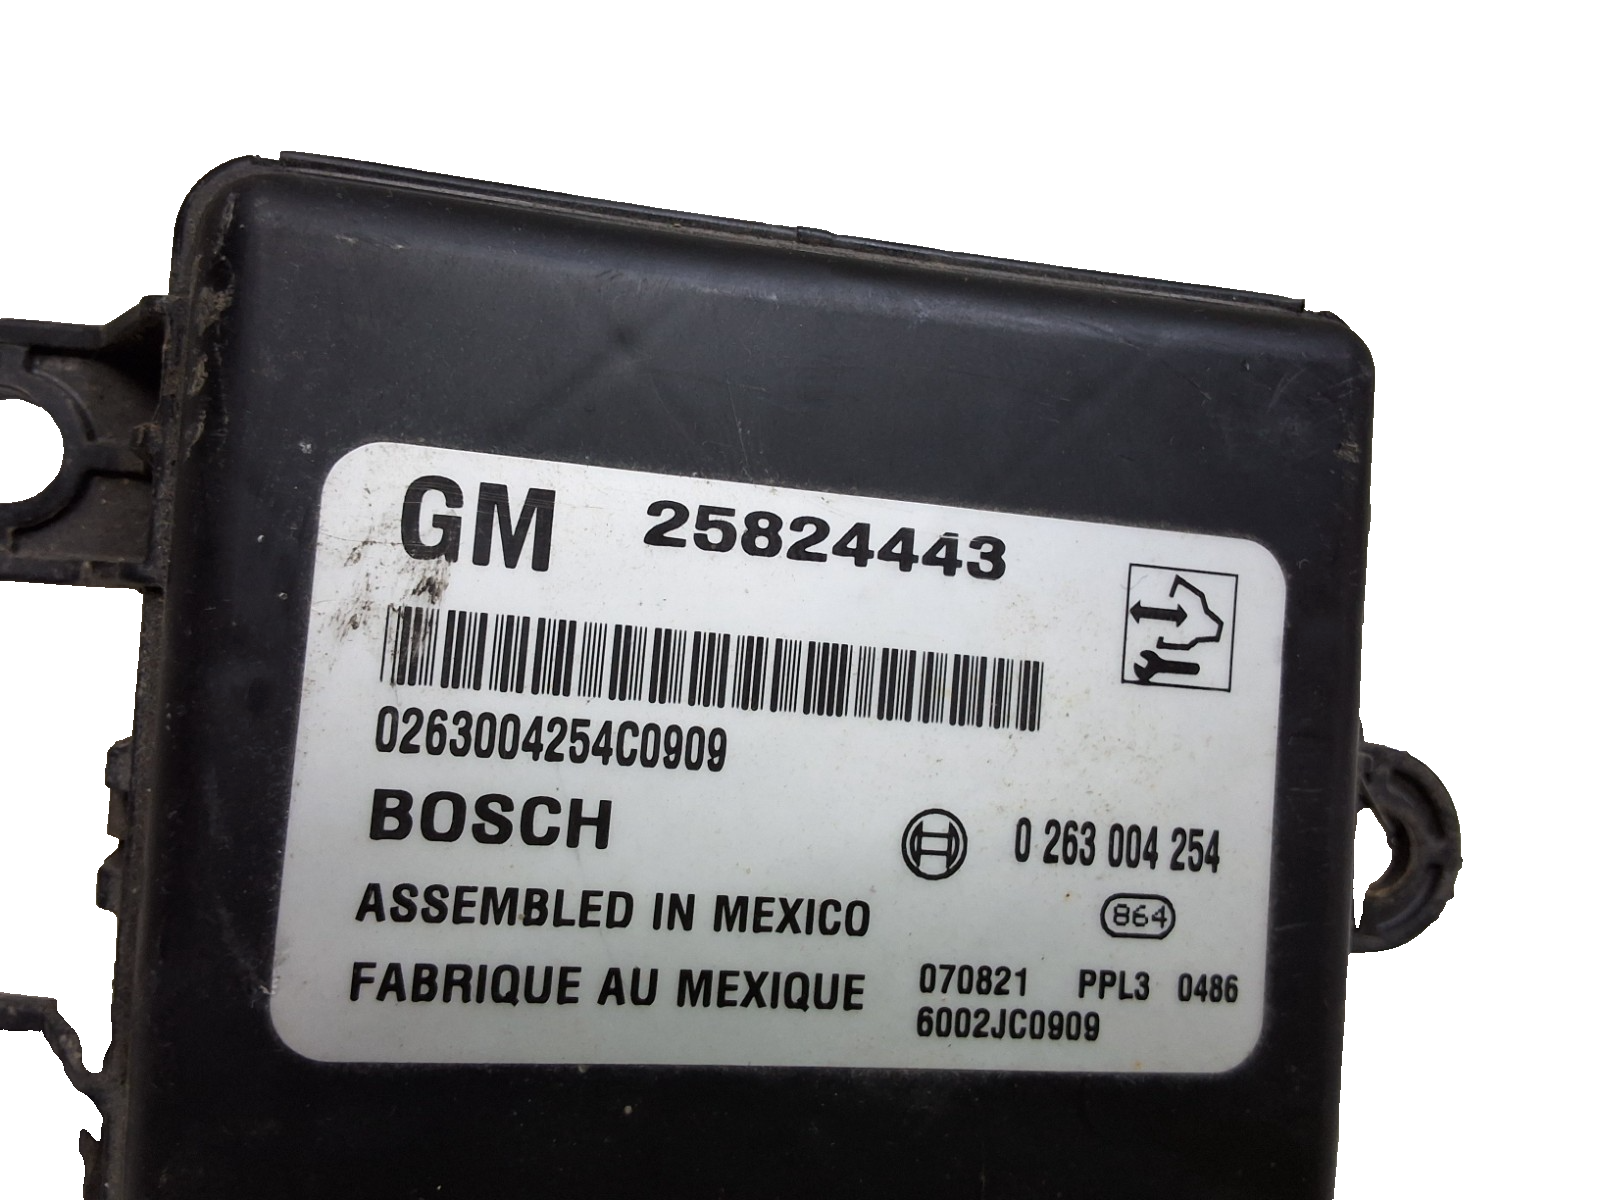 GM 25824443
0263004254C0909
BOSCH 0 263 004 254
ASSEMBLED IN MEXICO 864
FABRIQUE AU MEXIQUE 070821 PPL3 0486
6002JC0909